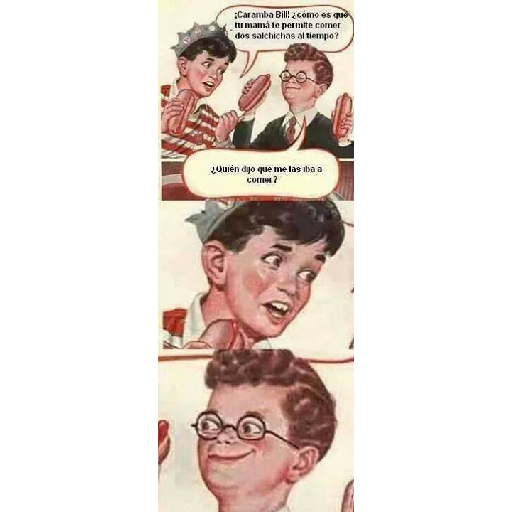 ¡Caramba Bill! ¿como es que
tu mamá te permite comer
dos salchichas al tiempo?
¿Quién dijo que me las iba a
comer?